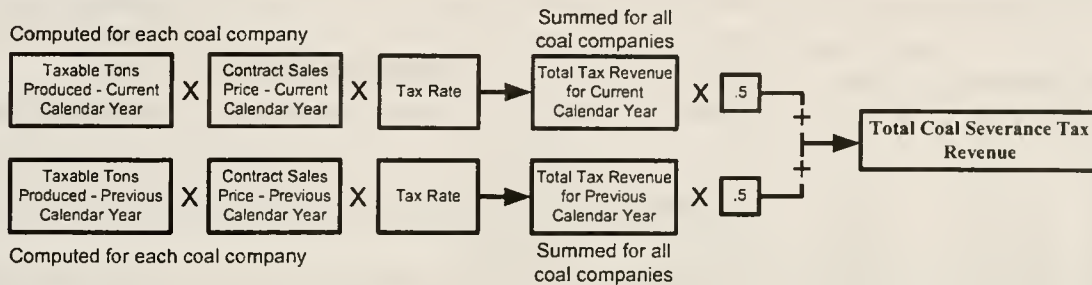 Computed for each coal company
Summed for all
coal companies
Taxable Tons
Produced - Current
Calendar Year
X
Contract Sales
Price - Current
Calendar Year
X
Tax Rate
Total Tax Revenue
for Current
Calendar Year
X
.5
+
Total Coal Severance Tax
Revenue
+
Taxable Tons
Produced - Previous
Calendar Year
X
Contract Sales
Price - Previous
Calendar Year
X
Tax Rate
Total Tax Revenue
for Previous
Calendar Year
X
.5
Computed for each coal company
Summed for all
coal companies